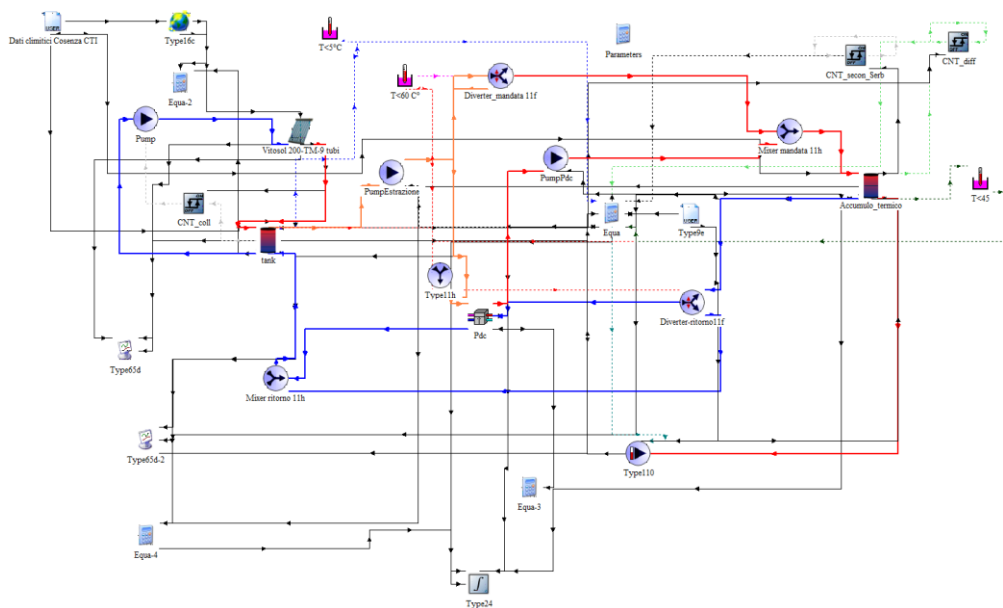 Dati climitici Cosenza CTI
Type16c
T<5°C
Parameters
CNT_diff
CNT_secon_Serb
T<60 C°
Diverter_mandata 11f
Equa-2
Pump
Vitosol 200-TM-9 tubi
Mixer mandata 11h
PumpPdc
PumpEstrazione
Accumulo_termico
T<45
CNT_coll
Equa
Type9e
tank
Type11h
Diverter-ritorno11f
Pdc
Type65d
Mixer ritorno 11h
Type65d-2
Type110
Equa-3
Equa-4
Type24